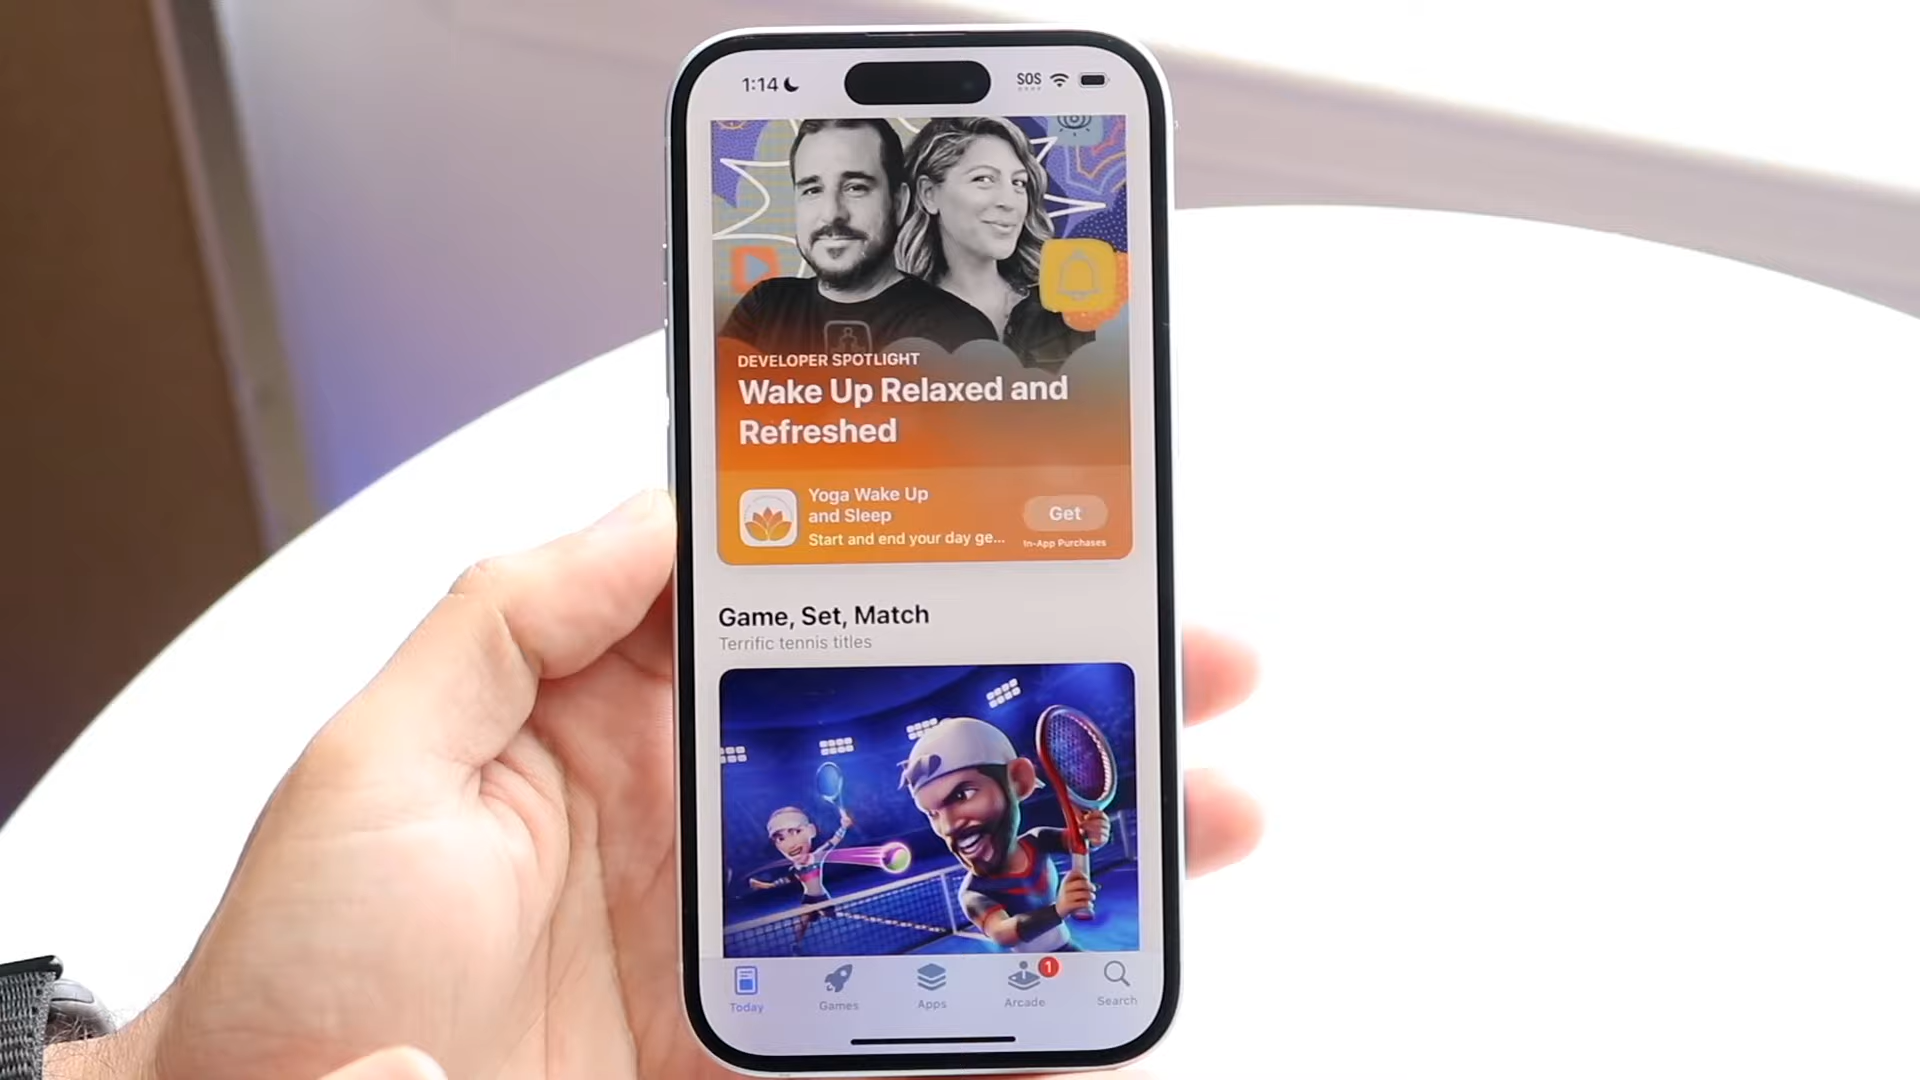 1:14
SOS
DEVELOPER SPOTLIGHT
Wake Up Relaxed and
Refreshed
Yoga Wake Up
and Sleep
Start and end your day ge...
Get
In-App Purchases
Game, Set, Match
Terrific tennis titles
Today
Games
Apps
Arcade
1
Search